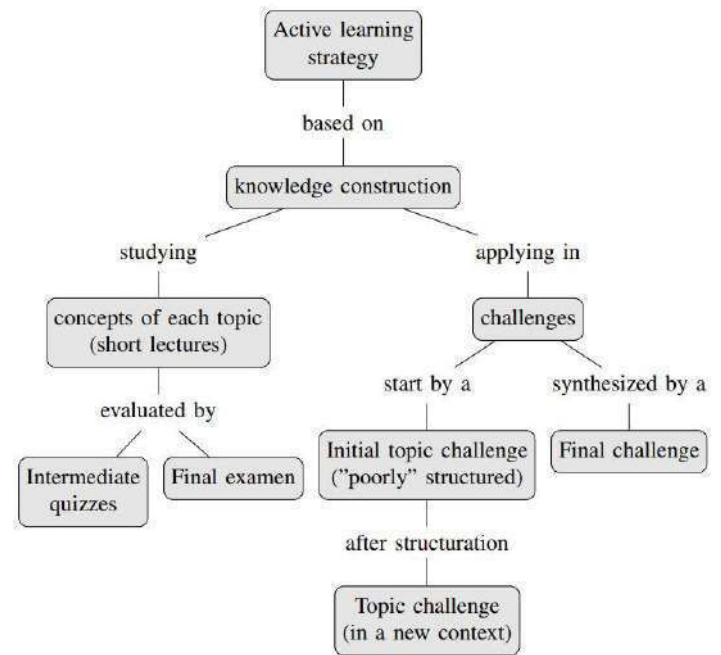 Active learning
strategy
based on
knowledge construction
studying
applying in
concepts of each topic
(short lectures)
challenges
evaluated by
start by a
synthesized by a
Intermediate
quizzes
Final examen
Initial topic challenge
("poorly" structured)
Final challenge
after structuration
Topic challenge
(in a new context)